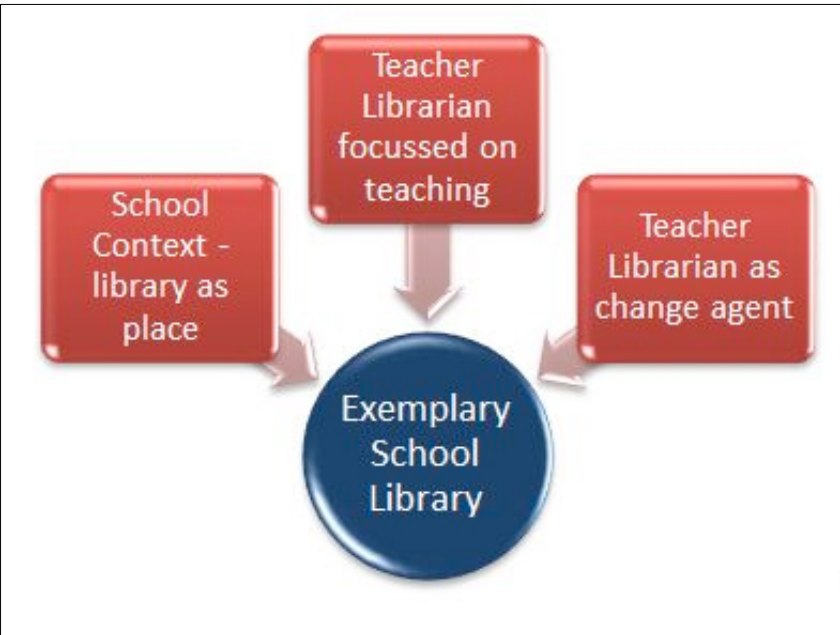 School
Context -
library as
place
Teacher
Librarian
focussed on
teaching
Teacher
Librarian as
change agent
Exemplary
School
Library